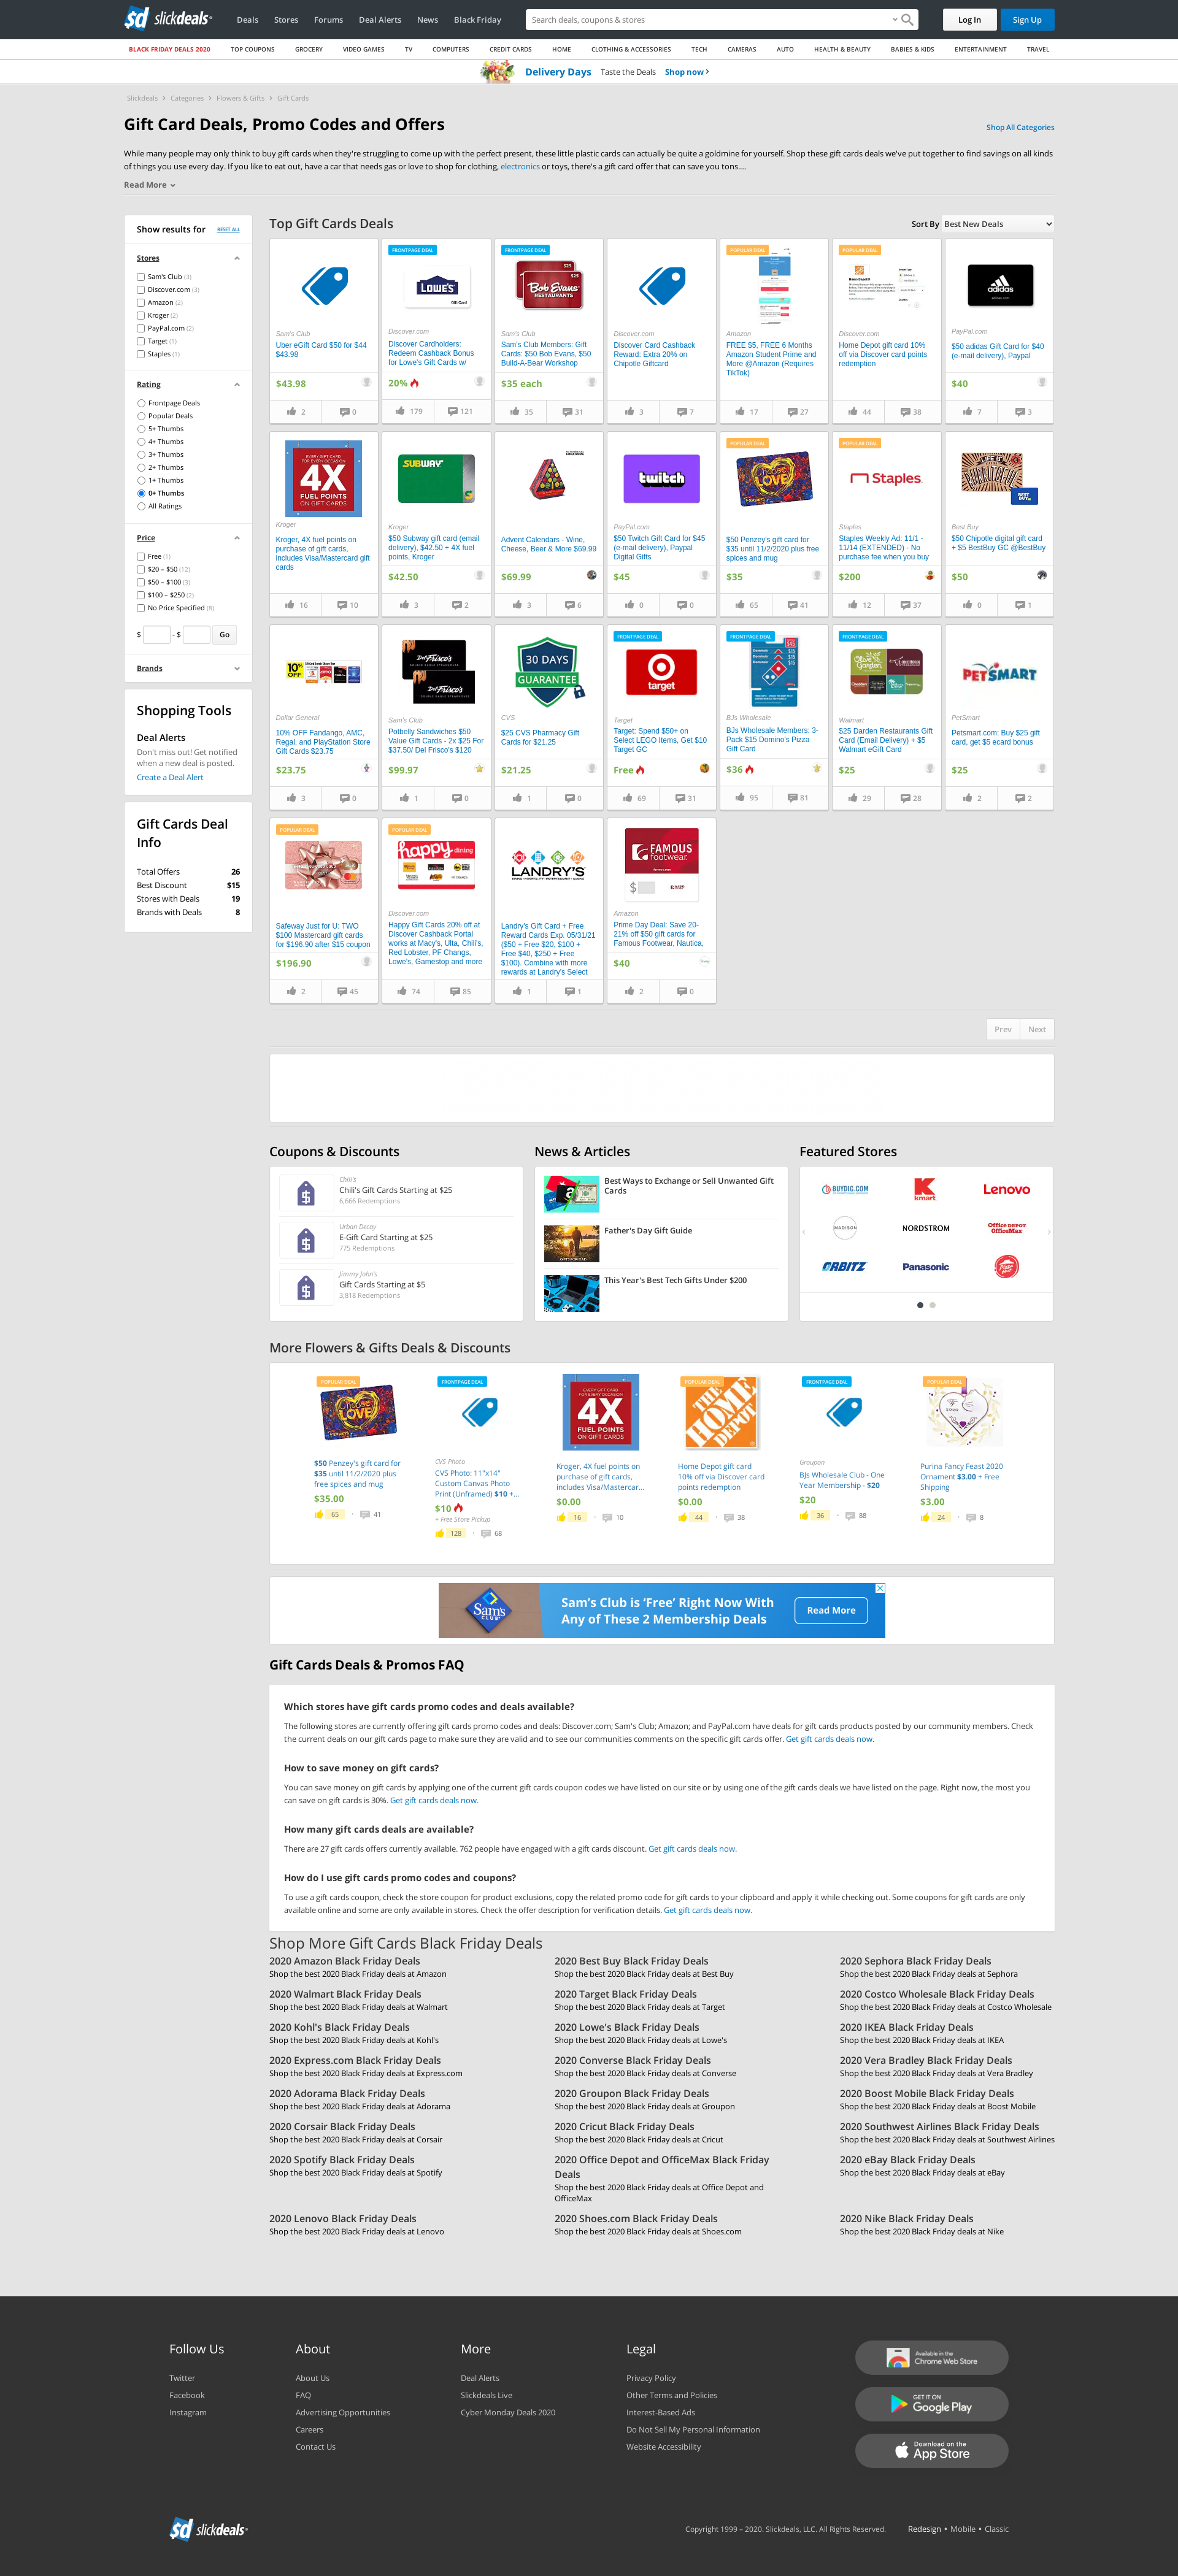 slickdeals
Deals Stores Forums Deal Alerts News Black Friday
Search deals, coupons & stores
Log In Sign Up
BLACK FRIDAY DEALS 2020 TOP COUPONS GROCERY VIDEO GAMES TV COMPUTERS CREDIT CARDS HOME CLOTHING & ACCESSORIES TECH CAMERAS AUTO HEALTH & BEAUTY BABIES & KIDS ENTERTAINMENT TRAVEL
Delivery Days Taste the Deals Shop now ›
Slickdeals › Categories › Flowers & Gifts › Gift Cards
Gift Card Deals, Promo Codes and Offers
Shop All Categories
While many people may only think to buy gift cards when they're struggling to come up with the perfect present, these little plastic cards can actually be quite a goldmine for yourself. Shop these gift cards deals we've put together to find savings on all kinds
of things you use every day. If you like to eat out, have a car that needs gas or love to shop for clothing, electronics or toys, there's a gift card offer that can save you tons....
Read More
Show results for RESET ALL
Stores
Sam's Club (3)
Discover.com (3)
Amazon (2)
Kroger (2)
PayPal.com (2)
Target (1)
Staples (1)
Rating
Frontpage Deals
Popular Deals
5+ Thumbs
4+ Thumbs
3+ Thumbs
2+ Thumbs
1+ Thumbs
0+ Thumbs
All Ratings
Price
Free (1)
$20 – $50 (12)
$50 – $100 (3)
$100 – $250 (2)
No Price Specified (8)
$ - $ Go
Brands
Shopping Tools
Deal Alerts
Don't miss out! Get notified
when a new deal is posted.
Create a Deal Alert
Gift Cards Deal
Info
Total Offers 26
Best Discount $15
Stores with Deals 19
Brands with Deals 8
Top Gift Cards Deals
Sort By Best New Deals
Sam's Club
Uber eGift Card $50 for $44
$43.98
$43.98
2 0
FRONTPAGE DEAL
LOWE'S
Gift Card
Discover.com
Discover Cardholders:
Redeem Cashback Bonus
for Lowe's Gift Cards w/
20%
179 121
FRONTPAGE DEAL
$25
$25
Bob Evans
RESTAURANTS
Sam's Club
Sam's Club Members: Gift
Cards: $50 Bob Evans, $50
Build-A-Bear Workshop
$35 each
35 31
Discover.com
Discover Card Cashback
Reward: Extra 20% on
Chipotle Giftcard
3 7
POPULAR DEAL
Amazon
FREE $5, FREE 6 Months
Amazon Student Prime and
More @Amazon (Requires
TikTok)
17 27
POPULAR DEAL
Discover.com
Home Depot gift card 10%
off via Discover card points
redemption
44 38
adidas
PayPal.com
$50 adidas Gift Card for $40
(e-mail delivery), Paypal
$40
7 3
EVERY GIFT CARD
FOR EVERY OCCASION
4X
FUEL POINTS
ON GIFT CARDS
Kroger
Kroger, 4X fuel points on
purchase of gift cards,
includes Visa/Mastercard gift
cards
16 10
SUBWAY
Kroger
$50 Subway gift card (email
delivery), $42.50 + 4X fuel
points, Kroger
$42.50
3 2
Advent Calendars - Wine,
Cheese, Beer & More $69.99
$69.99
3 6
twitch
PayPal.com
$50 Twitch Gift Card for $45
(e-mail delivery), Paypal
Digital Gifts
$45
0 0
POPULAR DEAL
Choose
LOVE
Penzeys
$50 Penzey's gift card for
$35 until 11/2/2020 plus free
spices and mug
$35
65 41
POPULAR DEAL
Staples
Staples
Staples Weekly Ad: 11/1 -
11/14 (EXTENDED) - No
purchase fee when you buy
$200
12 37
BEST BUY
Best Buy
$50 Chipotle digital gift card
+ $5 BestBuy GC @BestBuy
$50
0 1
10%
OFF
Dollar General
10% OFF Fandango, AMC,
Regal, and PlayStation Store
Gift Cards $23.75
$23.75
3 0
Del Frisco's
Del Frisco's
Sam's Club
Potbelly Sandwiches $50
Value Gift Cards - 2x $25 For
$37.50/ Del Frisco's $120
$99.97
1 0
30 DAYS
GUARANTEE
CVS
$25 CVS Pharmacy Gift
Cards for $21.25
$21.25
1 0
FRONTPAGE DEAL
target
Target
Target: Spend $50+ on
Select LEGO Items, Get $10
Target GC
Free
69 31
FRONTPAGE DEAL
$45
Domino's
$15
$15
$15
BJs Wholesale
BJs Wholesale Members: 3-
Pack $15 Domino's Pizza
Gift Card
$36
95 81
FRONTPAGE DEAL
Olive Garden
Walmart
$25 Darden Restaurants Gift
Card (Email Delivery) + $5
Walmart eGift Card
$25
29 28
PETSMART
PetSmart
Petsmart.com: Buy $25 gift
card, get $5 ecard bonus
$25
2 2
POPULAR DEAL
Safeway Just for U: TWO
$100 Mastercard gift cards
for $196.90 after $15 coupon
$196.90
2 45
POPULAR DEAL
happy dining
Discover.com
Happy Gift Cards 20% off at
Discover Cashback Portal
works at Macy's, Ulta, Chili's,
Red Lobster, PF Changs,
Lowe's, Gamestop and more
74 85
LANDRY'S
Landry's Gift Card + Free
Reward Cards Exp. 05/31/21
($50 + Free $20, $100 +
Free $40, $250 + Free
$100). Combine with more
rewards at Landry's Select
1 1
FAMOUS
footwear
$
Amazon
Prime Day Deal: Save 20-
21% off $50 gift cards for
Famous Footwear, Nautica,
$40
2 0
Prev Next
Coupons & Discounts
Chili's
Chili's Gift Cards Starting at $25
6,666 Redemptions
Urban Decay
E-Gift Card Starting at $25
775 Redemptions
Jimmy John's
Gift Cards Starting at $5
3,818 Redemptions
News & Articles
Best Ways to Exchange or Sell Unwanted Gift
Cards
Father's Day Gift Guide
This Year's Best Tech Gifts Under $200
Featured Stores
BUYDIG.COM
kmart
Lenovo
MADISON
NORDSTROM
Office DEPOT
OfficeMax
ORBITZ
Panasonic
More Flowers & Gifts Deals & Discounts
POPULAR DEAL
Choose
LOVE
Penzeys
$50 Penzey's gift card for
$35 until 11/2/2020 plus
free spices and mug
$35.00
65 • 41
FRONTPAGE DEAL
CVS Photo
CVS Photo: 11"x14"
Custom Canvas Photo
Print (Unframed) $10 +...
$10
+ Free Store Pickup
128 • 68
EVERY GIFT CARD
FOR EVERY OCCASION
4X
FUEL POINTS
ON GIFT CARDS
Kroger, 4X fuel points on
purchase of gift cards,
includes Visa/Mastercar...
$0.00
16 • 10
POPULAR DEAL
THE HOME DEPOT
Home Depot gift card
10% off via Discover card
points redemption
$0.00
44 • 38
FRONTPAGE DEAL
Groupon
BJs Wholesale Club - One
Year Membership - $20
$20
36 • 88
POPULAR DEAL
Purina Fancy Feast 2020
Ornament $3.00 + Free
Shipping
$3.00
24 • 8
Sam's CLUB
Sam's Club is ‘Free’ Right Now With
Any of These 2 Membership Deals
Read More
Gift Cards Deals & Promos FAQ
Which stores have gift cards promo codes and deals available?
The following stores are currently offering gift cards promo codes and deals: Discover.com; Sam's Club; Amazon; and PayPal.com have deals for gift cards products posted by our community members. Check
the current deals on our gift cards page to make sure they are valid and to see our communities comments on the specific gift cards offer. Get gift cards deals now.
How to save money on gift cards?
You can save money on gift cards by applying one of the current gift cards coupon codes we have listed on our site or by using one of the gift cards deals we have listed on the page. Right now, the most you
can save on gift cards is 30%. Get gift cards deals now.
How many gift cards deals are available?
There are 27 gift cards offers currently available. 762 people have engaged with a gift cards discount. Get gift cards deals now.
How do I use gift cards promo codes and coupons?
To use a gift cards coupon, check the store coupon for product exclusions, copy the related promo code for gift cards to your clipboard and apply it while checking out. Some coupons for gift cards are only
available online and some are only available in stores. Check the offer description for verification details. Get gift cards deals now.
Shop More Gift Cards Black Friday Deals
2020 Amazon Black Friday Deals
Shop the best 2020 Black Friday deals at Amazon
2020 Best Buy Black Friday Deals
Shop the best 2020 Black Friday deals at Best Buy
2020 Sephora Black Friday Deals
Shop the best 2020 Black Friday deals at Sephora
2020 Walmart Black Friday Deals
Shop the best 2020 Black Friday deals at Walmart
2020 Target Black Friday Deals
Shop the best 2020 Black Friday deals at Target
2020 Costco Wholesale Black Friday Deals
Shop the best 2020 Black Friday deals at Costco Wholesale
2020 Kohl's Black Friday Deals
Shop the best 2020 Black Friday deals at Kohl's
2020 Lowe's Black Friday Deals
Shop the best 2020 Black Friday deals at Lowe's
2020 IKEA Black Friday Deals
Shop the best 2020 Black Friday deals at IKEA
2020 Express.com Black Friday Deals
Shop the best 2020 Black Friday deals at Express.com
2020 Converse Black Friday Deals
Shop the best 2020 Black Friday deals at Converse
2020 Vera Bradley Black Friday Deals
Shop the best 2020 Black Friday deals at Vera Bradley
2020 Adorama Black Friday Deals
Shop the best 2020 Black Friday deals at Adorama
2020 Groupon Black Friday Deals
Shop the best 2020 Black Friday deals at Groupon
2020 Boost Mobile Black Friday Deals
Shop the best 2020 Black Friday deals at Boost Mobile
2020 Corsair Black Friday Deals
Shop the best 2020 Black Friday deals at Corsair
2020 Cricut Black Friday Deals
Shop the best 2020 Black Friday deals at Cricut
2020 Southwest Airlines Black Friday Deals
Shop the best 2020 Black Friday deals at Southwest Airlines
2020 Spotify Black Friday Deals
Shop the best 2020 Black Friday deals at Spotify
2020 Office Depot and OfficeMax Black Friday
Deals
Shop the best 2020 Black Friday deals at Office Depot and
OfficeMax
2020 eBay Black Friday Deals
Shop the best 2020 Black Friday deals at eBay
2020 Lenovo Black Friday Deals
Shop the best 2020 Black Friday deals at Lenovo
2020 Shoes.com Black Friday Deals
Shop the best 2020 Black Friday deals at Shoes.com
2020 Nike Black Friday Deals
Shop the best 2020 Black Friday deals at Nike
Follow Us
Twitter
Facebook
Instagram
About
About Us
FAQ
Advertising Opportunities
Careers
Contact Us
More
Deal Alerts
Slickdeals Live
Cyber Monday Deals 2020
Legal
Privacy Policy
Other Terms and Policies
Interest-Based Ads
Do Not Sell My Personal Information
Website Accessibility
Available in the
Chrome Web Store
GET IT ON
Google Play
Download on the
App Store
slickdeals
Copyright 1999 – 2020. Slickdeals, LLC. All Rights Reserved. Redesign • Mobile • Classic